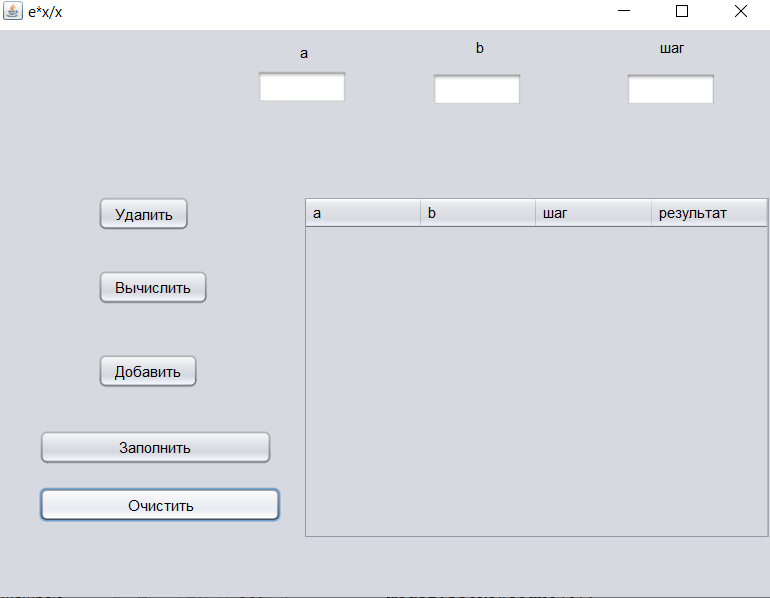 e*x/x
a b шаг
Удалить
a b шаг результат
Вычислить
Добавить
Заполнить
Очистить